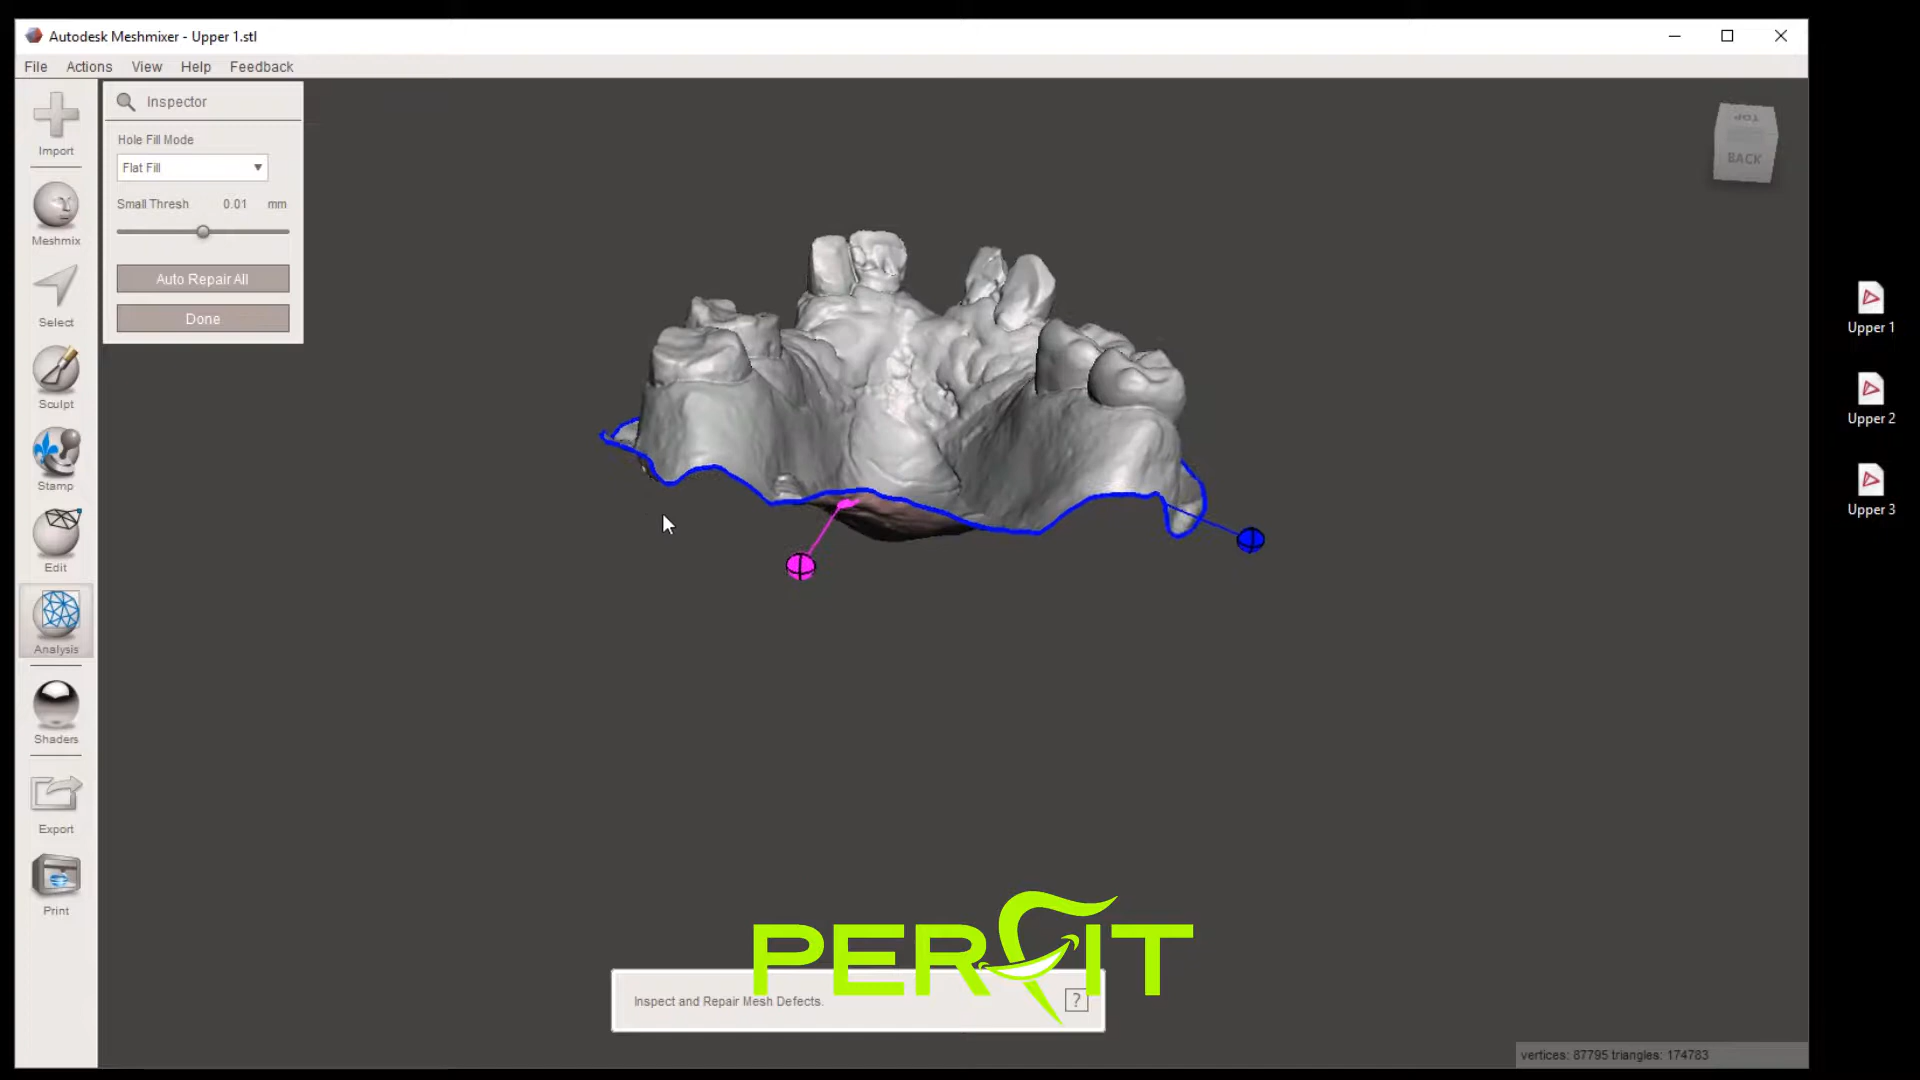 Autodesk Meshmixer - Upper 1.stl
File Actions View Help Feedback
Import
Meshmix
Select
Sculpt
Stamp
Edit
Analysis
Shaders
Export
Print
Inspector
Hole Fill Mode
Flat Fill
Small Thresh 0.01 mm
Auto Repair All
Done
TOP
BACK
Upper 1
Upper 2
Upper 3
PERFIT
Inspect and Repair Mesh Defects.
?
vertices: 87795 triangles: 174783